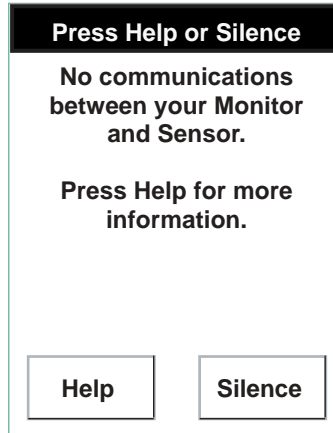 Press Help or Silence
No communications
between your Monitor
and Sensor.
Press Help for more
information.
Help
Silence